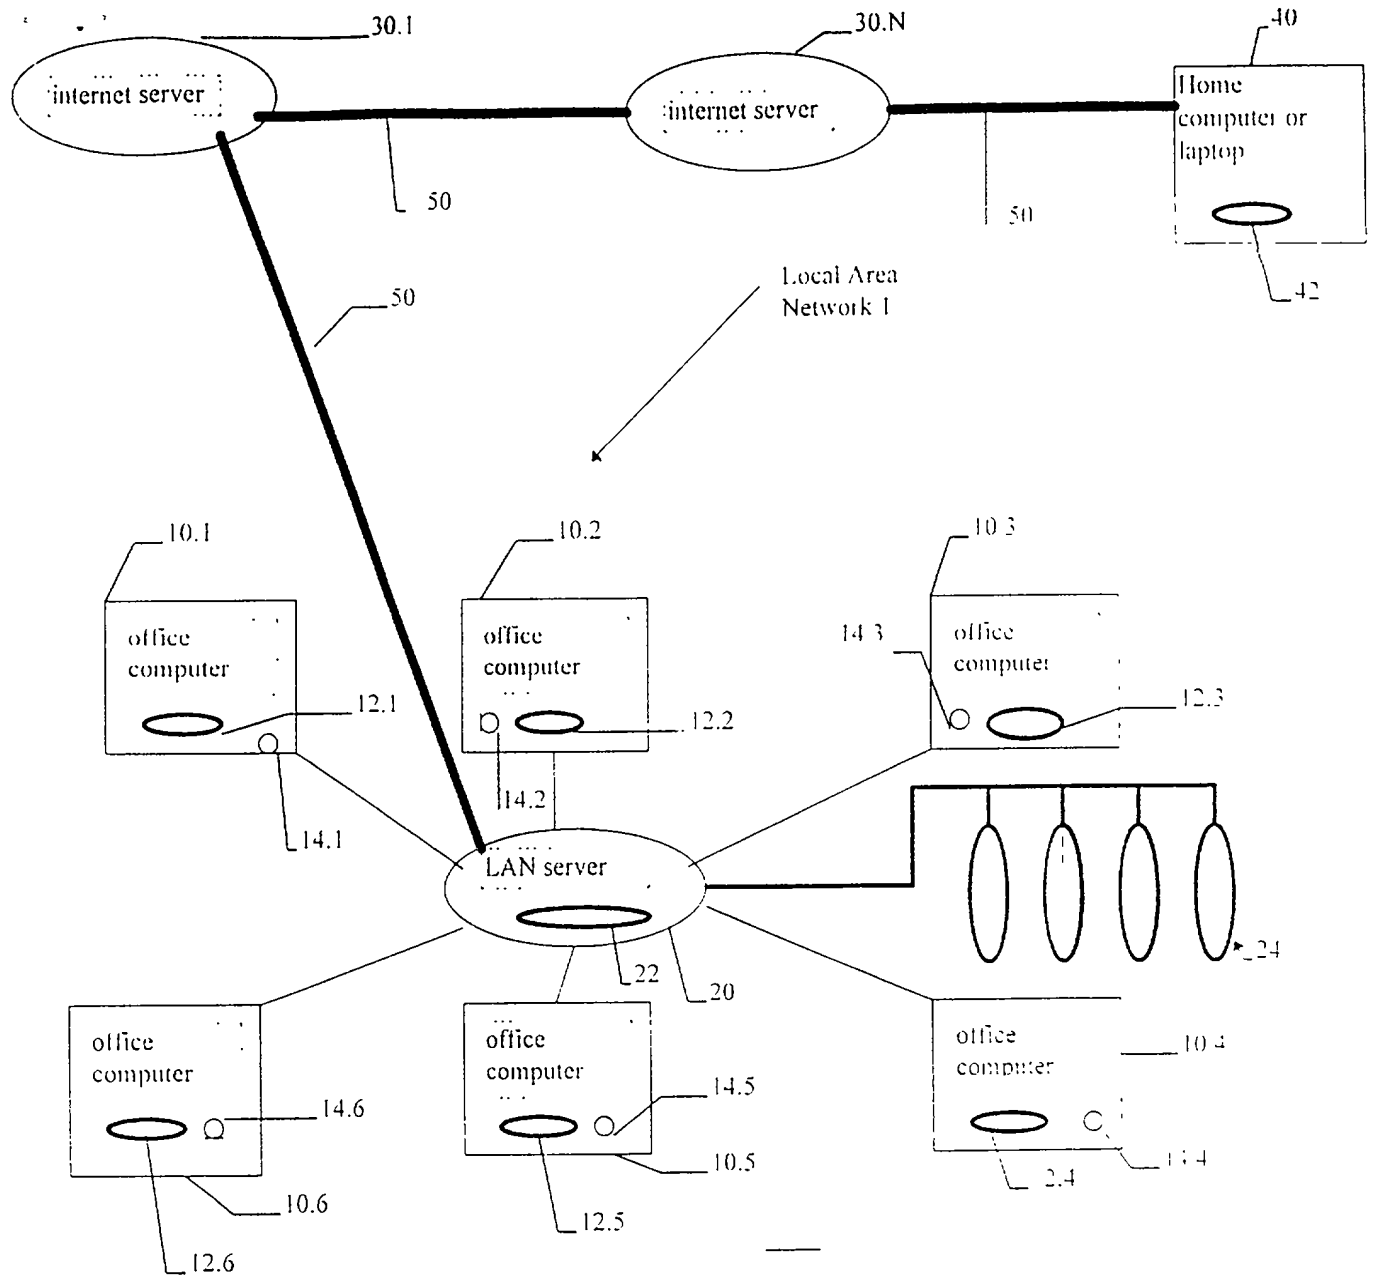 30.1
30.N
40
internet server
internet server
Home
computer or
laptop
50
50
42
50
Local Area
Network 1
10.1
10.2
10.3
office
computer
office
computer
14.3
office
computer
12.1
12.2
12.3
14.1
14.2
LAN server
22
20
24
office
computer
office
computer
office
computer
10.4
14.6
14.5
10.5
2.4
10.6
12.5
12.6